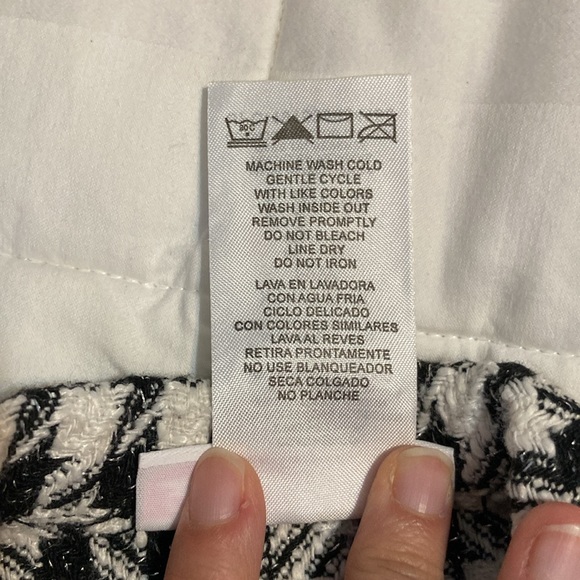 30 C
MACHINE WASH COLD
GENTLE CYCLE
WITH LIKE COLORS
WASH INSIDE OUT
REMOVE PROMPTLY
DO NOT BLEACH
LINE DRY
DO NOT IRON
LAVA EN LAVADORA
CON AGUA FRIA
CICLO DELICADO
CON COLORES SIMILARES
LAVA AL REVES
RETIRA PRONTAMENTE
NO USE BLANQUEADOR
SECA COLGADO
NO PLANCHE